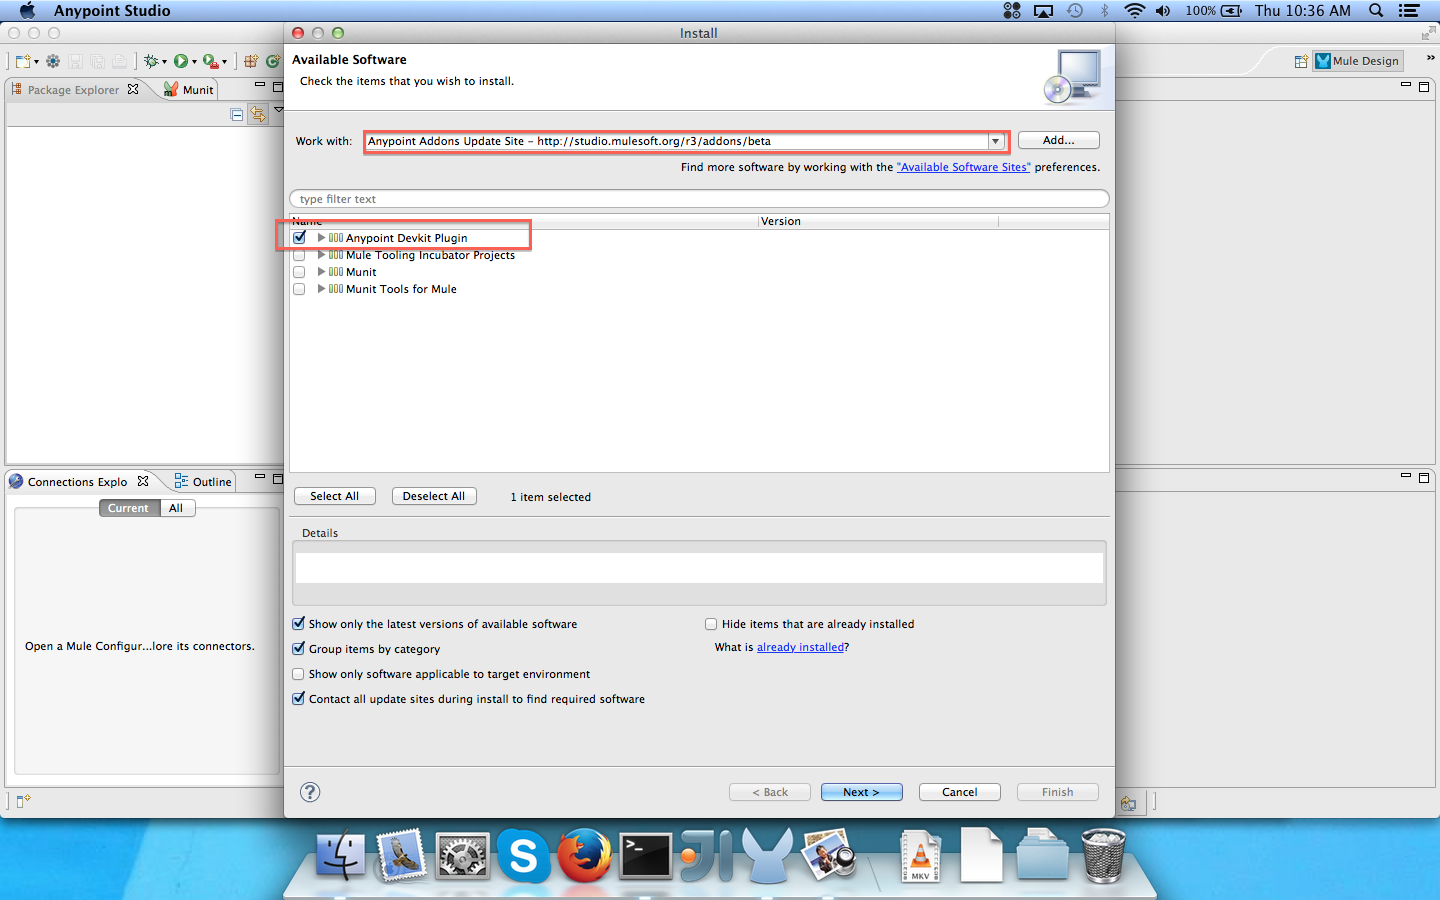 Anypoint Studio
100%
Thu 10:36 AM
Install
Available Software
Check the items that you wish to install.
Mule Design
Package Explorer
Munit
Work with:
Anypoint Addons Update Site - http://studio.mulesoft.org/r3/addons/beta
Add...
Find more software by working with the "Available Software Sites" preferences.
type filter text
Name
Version
Anypoint Devkit Plugin
Mule Tooling Incubator Projects
Munit
Munit Tools for Mule
Connections Explo
Outline
Select All
Deselect All
1 item selected
Current
All
Details
Show only the latest versions of available software
Hide items that are already installed
Open a Mule Configur...lore its connectors.
Group items by category
What is already installed?
Show only software applicable to target environment
Contact all update sites during install to find required software
?
< Back
Next >
Cancel
Finish
S
>_
JI
MKV